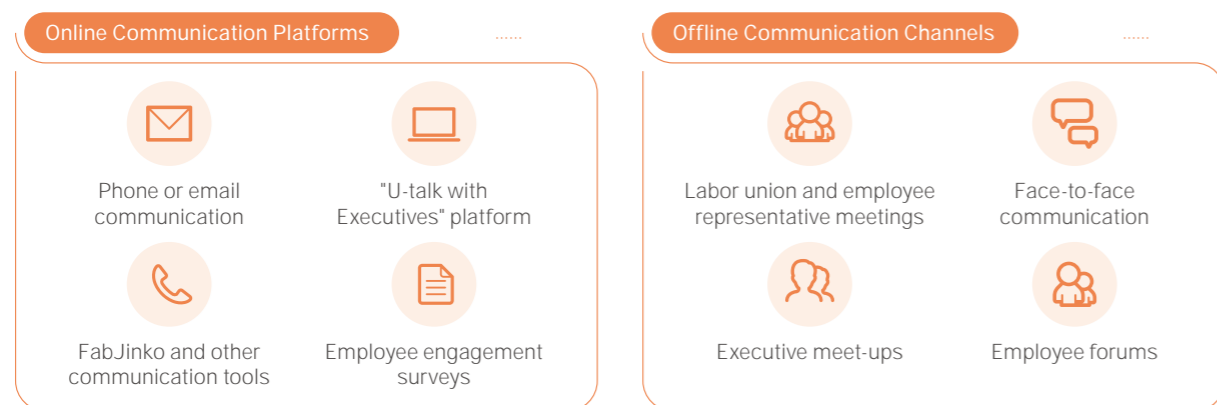 Online Communication Platforms
......
Phone or email
communication
"U-talk with
Executives" platform
FabJinko and other
communication tools
Employee engagement
surveys
Offline Communication Channels
......
Labor union and employee
representative meetings
Face-to-face
communication
Executive meet-ups
Employee forums